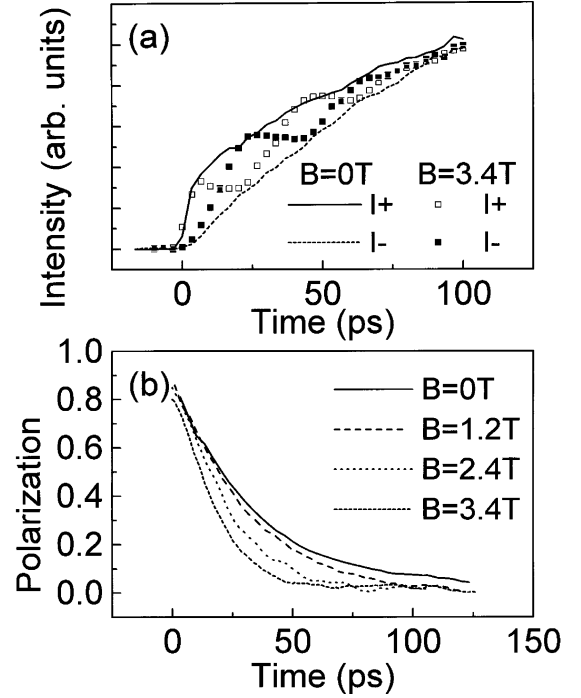 (a)
Intensity (arb. units)
B=0T B=3.4T
I+ I+
I- I-
0 50 100
Time (ps)
(b)
Polarization
1.0
0.8
0.6
0.4
0.2
0.0
B=0T
B=1.2T
B=2.4T
B=3.4T
0 50 100 150
Time (ps)